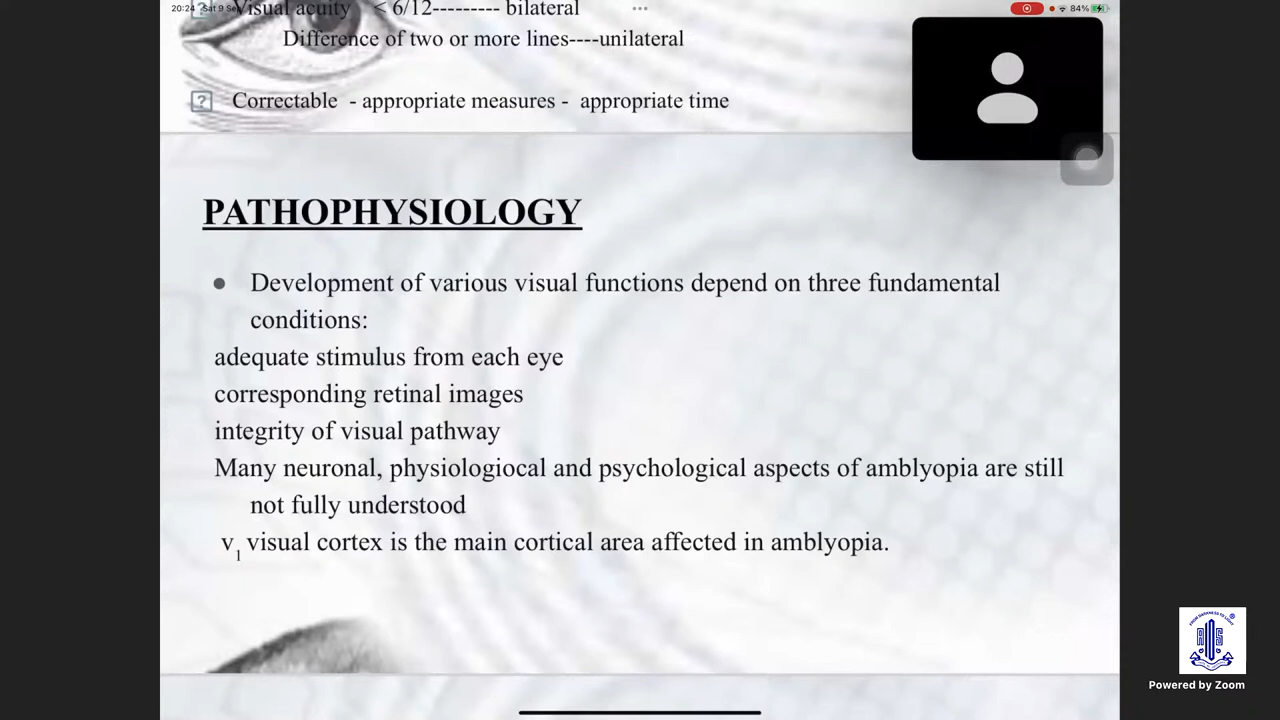 20:24 Sat 9 Se
84%
Visual acuity < 6/12--------- bilateral
Difference of two or more lines----unilateral
Correctable - appropriate measures - appropriate time
PATHOPHYSIOLOGY
● Development of various visual functions depend on three fundamental
conditions:
adequate stimulus from each eye
corresponding retinal images
integrity of visual pathway
Many neuronal, physiologiocal and psychological aspects of amblyopia are still
not fully understood
v1 visual cortex is the main cortical area affected in amblyopia.
Powered by Zoom